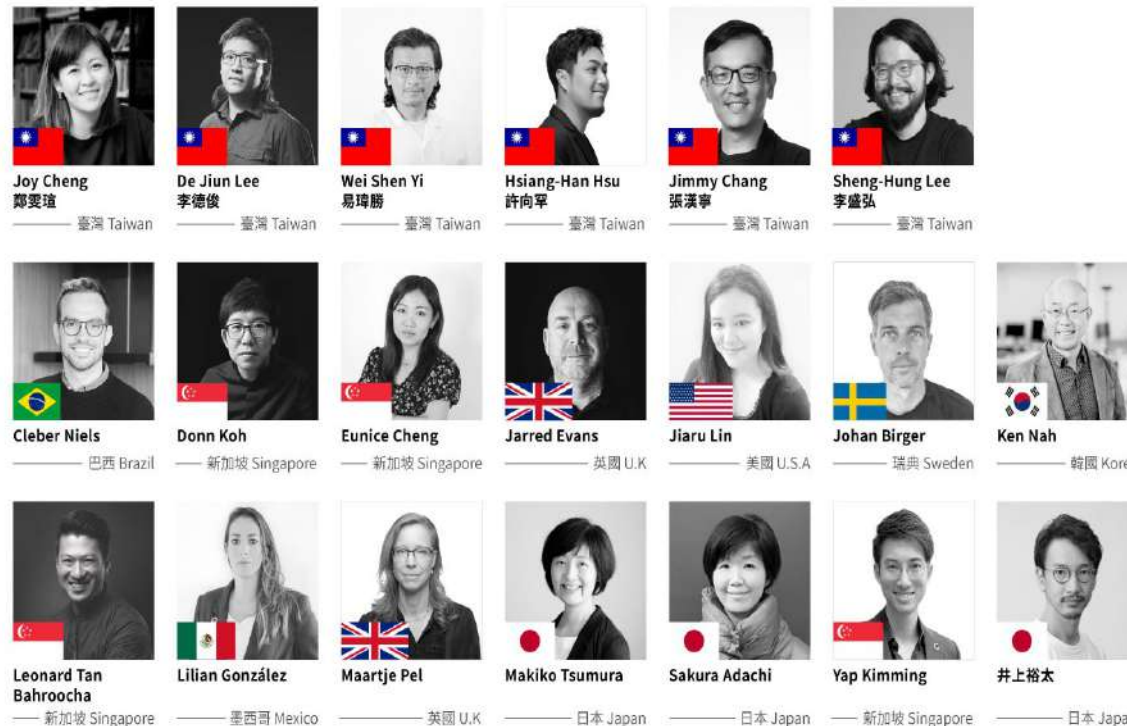 Joy Cheng
鄭雯瑄
臺灣 Taiwan
De Jiun Lee
李德俊
臺灣 Taiwan
Wei Shen Yi
易瑋勝
臺灣 Taiwan
Hsiang-Han Hsu
許向罕
臺灣 Taiwan
Jimmy Chang
張漢寧
臺灣 Taiwan
Sheng-Hung Lee
李盛弘
臺灣 Taiwan
Cleber Niels
巴西 Brazil
Donn Koh
新加坡 Singapore
Eunice Cheng
新加坡 Singapore
Jarred Evans
英國 U.K
Jiaru Lin
美國 U.S.A
Johan Birger
瑞典 Sweden
Ken Nah
韓國 Kore
Leonard Tan
Bahroocha
新加坡 Singapore
Lilian González
墨西哥 Mexico
Maartje Pel
英國 U.K
Makiko Tsumura
日本 Japan
Sakura Adachi
日本 Japan
Yap Kimming
新加坡 Singapore
井上裕太
日本 Japa